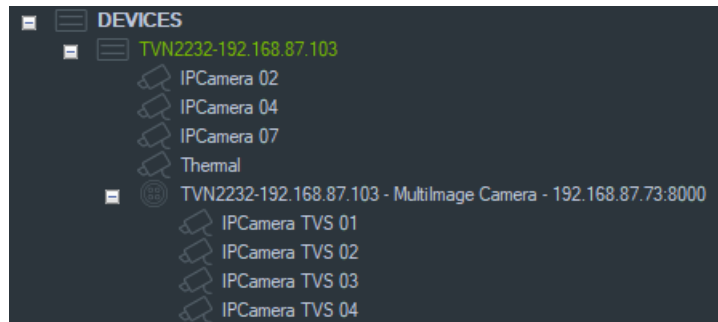 DEVICES
TVN2232-192.168.87.103
IPCamera 02
IPCamera 04
IPCamera 07
Thermal
TVN2232-192.168.87.103 - MultiImage Camera - 192.168.87.73:8000
IPCamera TVS 01
IPCamera TVS 02
IPCamera TVS 03
IPCamera TVS 04